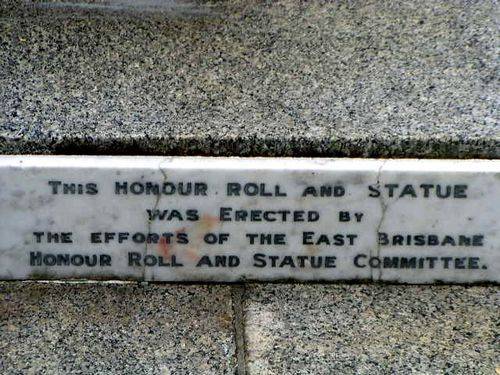 THIS HONOUR ROLL AND STATUE
WAS ERECTED BY
THE EFFORTS OF THE EAST BRISBANE
HONOUR ROLL AND STATUE COMMITTEE.